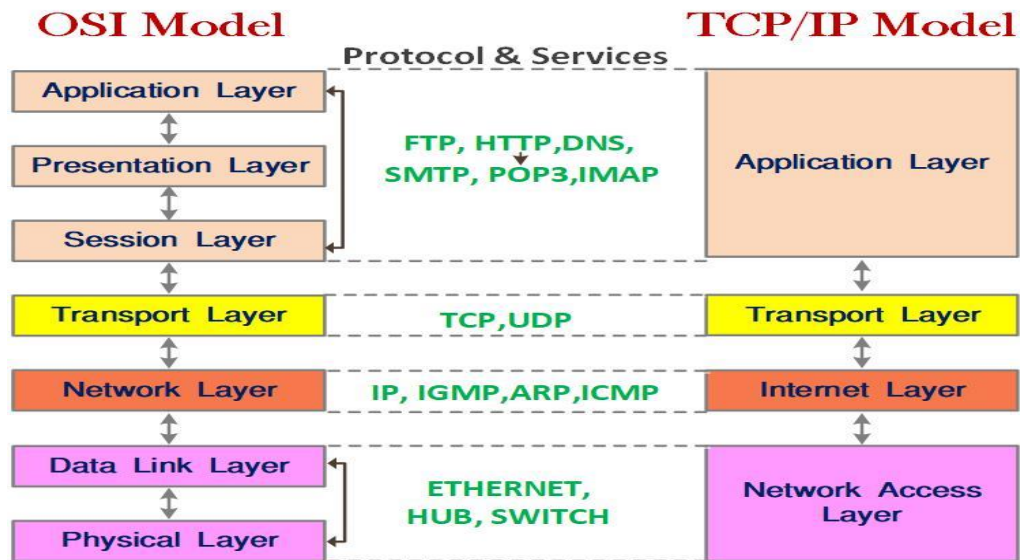 OSI Model
TCP/IP Model
Protocol & Services
Application Layer
Presentation Layer
Session Layer
FTP, HTTP,DNS,
SMTP, POP3,IMAP
Application Layer
Transport Layer
TCP,UDP
Transport Layer
Network Layer
IP, IGMP,ARP,ICMP
Internet Layer
Data Link Layer
Physical Layer
ETHERNET,
HUB, SWITCH
Network Access
Layer